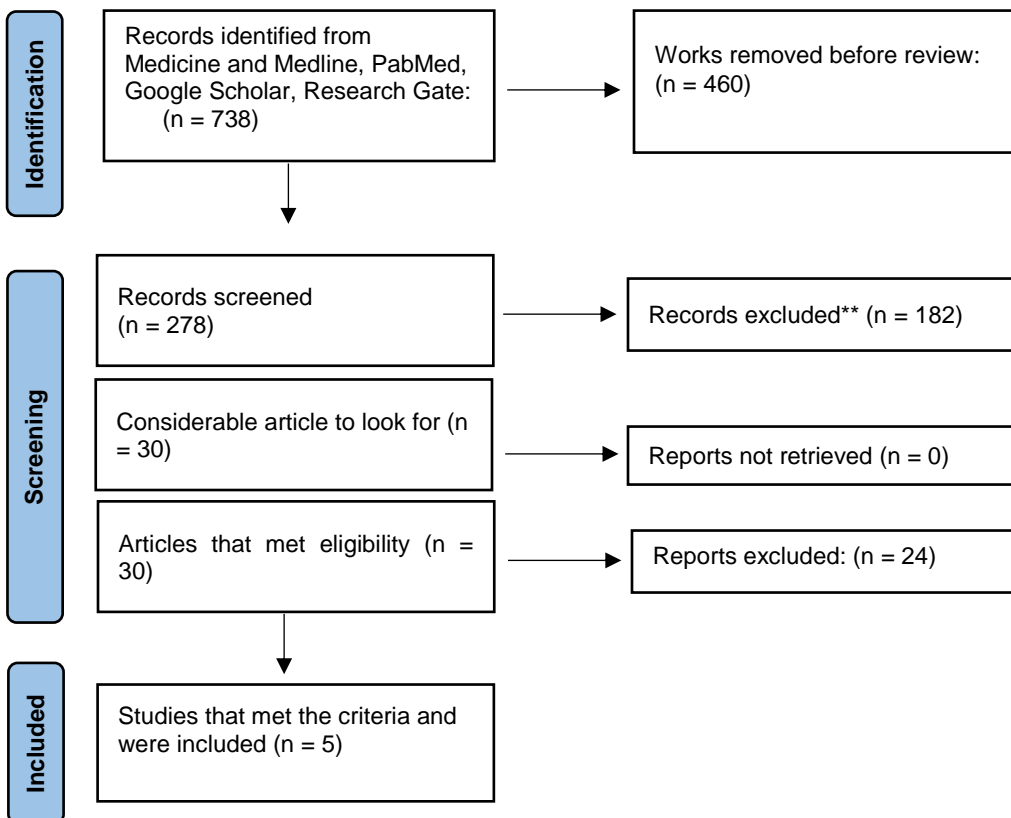 Identification
Records identified from
Medicine and Medline, PabMed,
Google Scholar, Research Gate:
(n = 738)
Works removed before review:
(n = 460)
Screening
Records screened
(n = 278)
Records excluded** (n = 182)
Considerable article to look for (n
= 30)
Reports not retrieved (n = 0)
Articles that met eligibility (n =
30)
Reports excluded: (n = 24)
Included
Studies that met the criteria and
were included (n = 5)